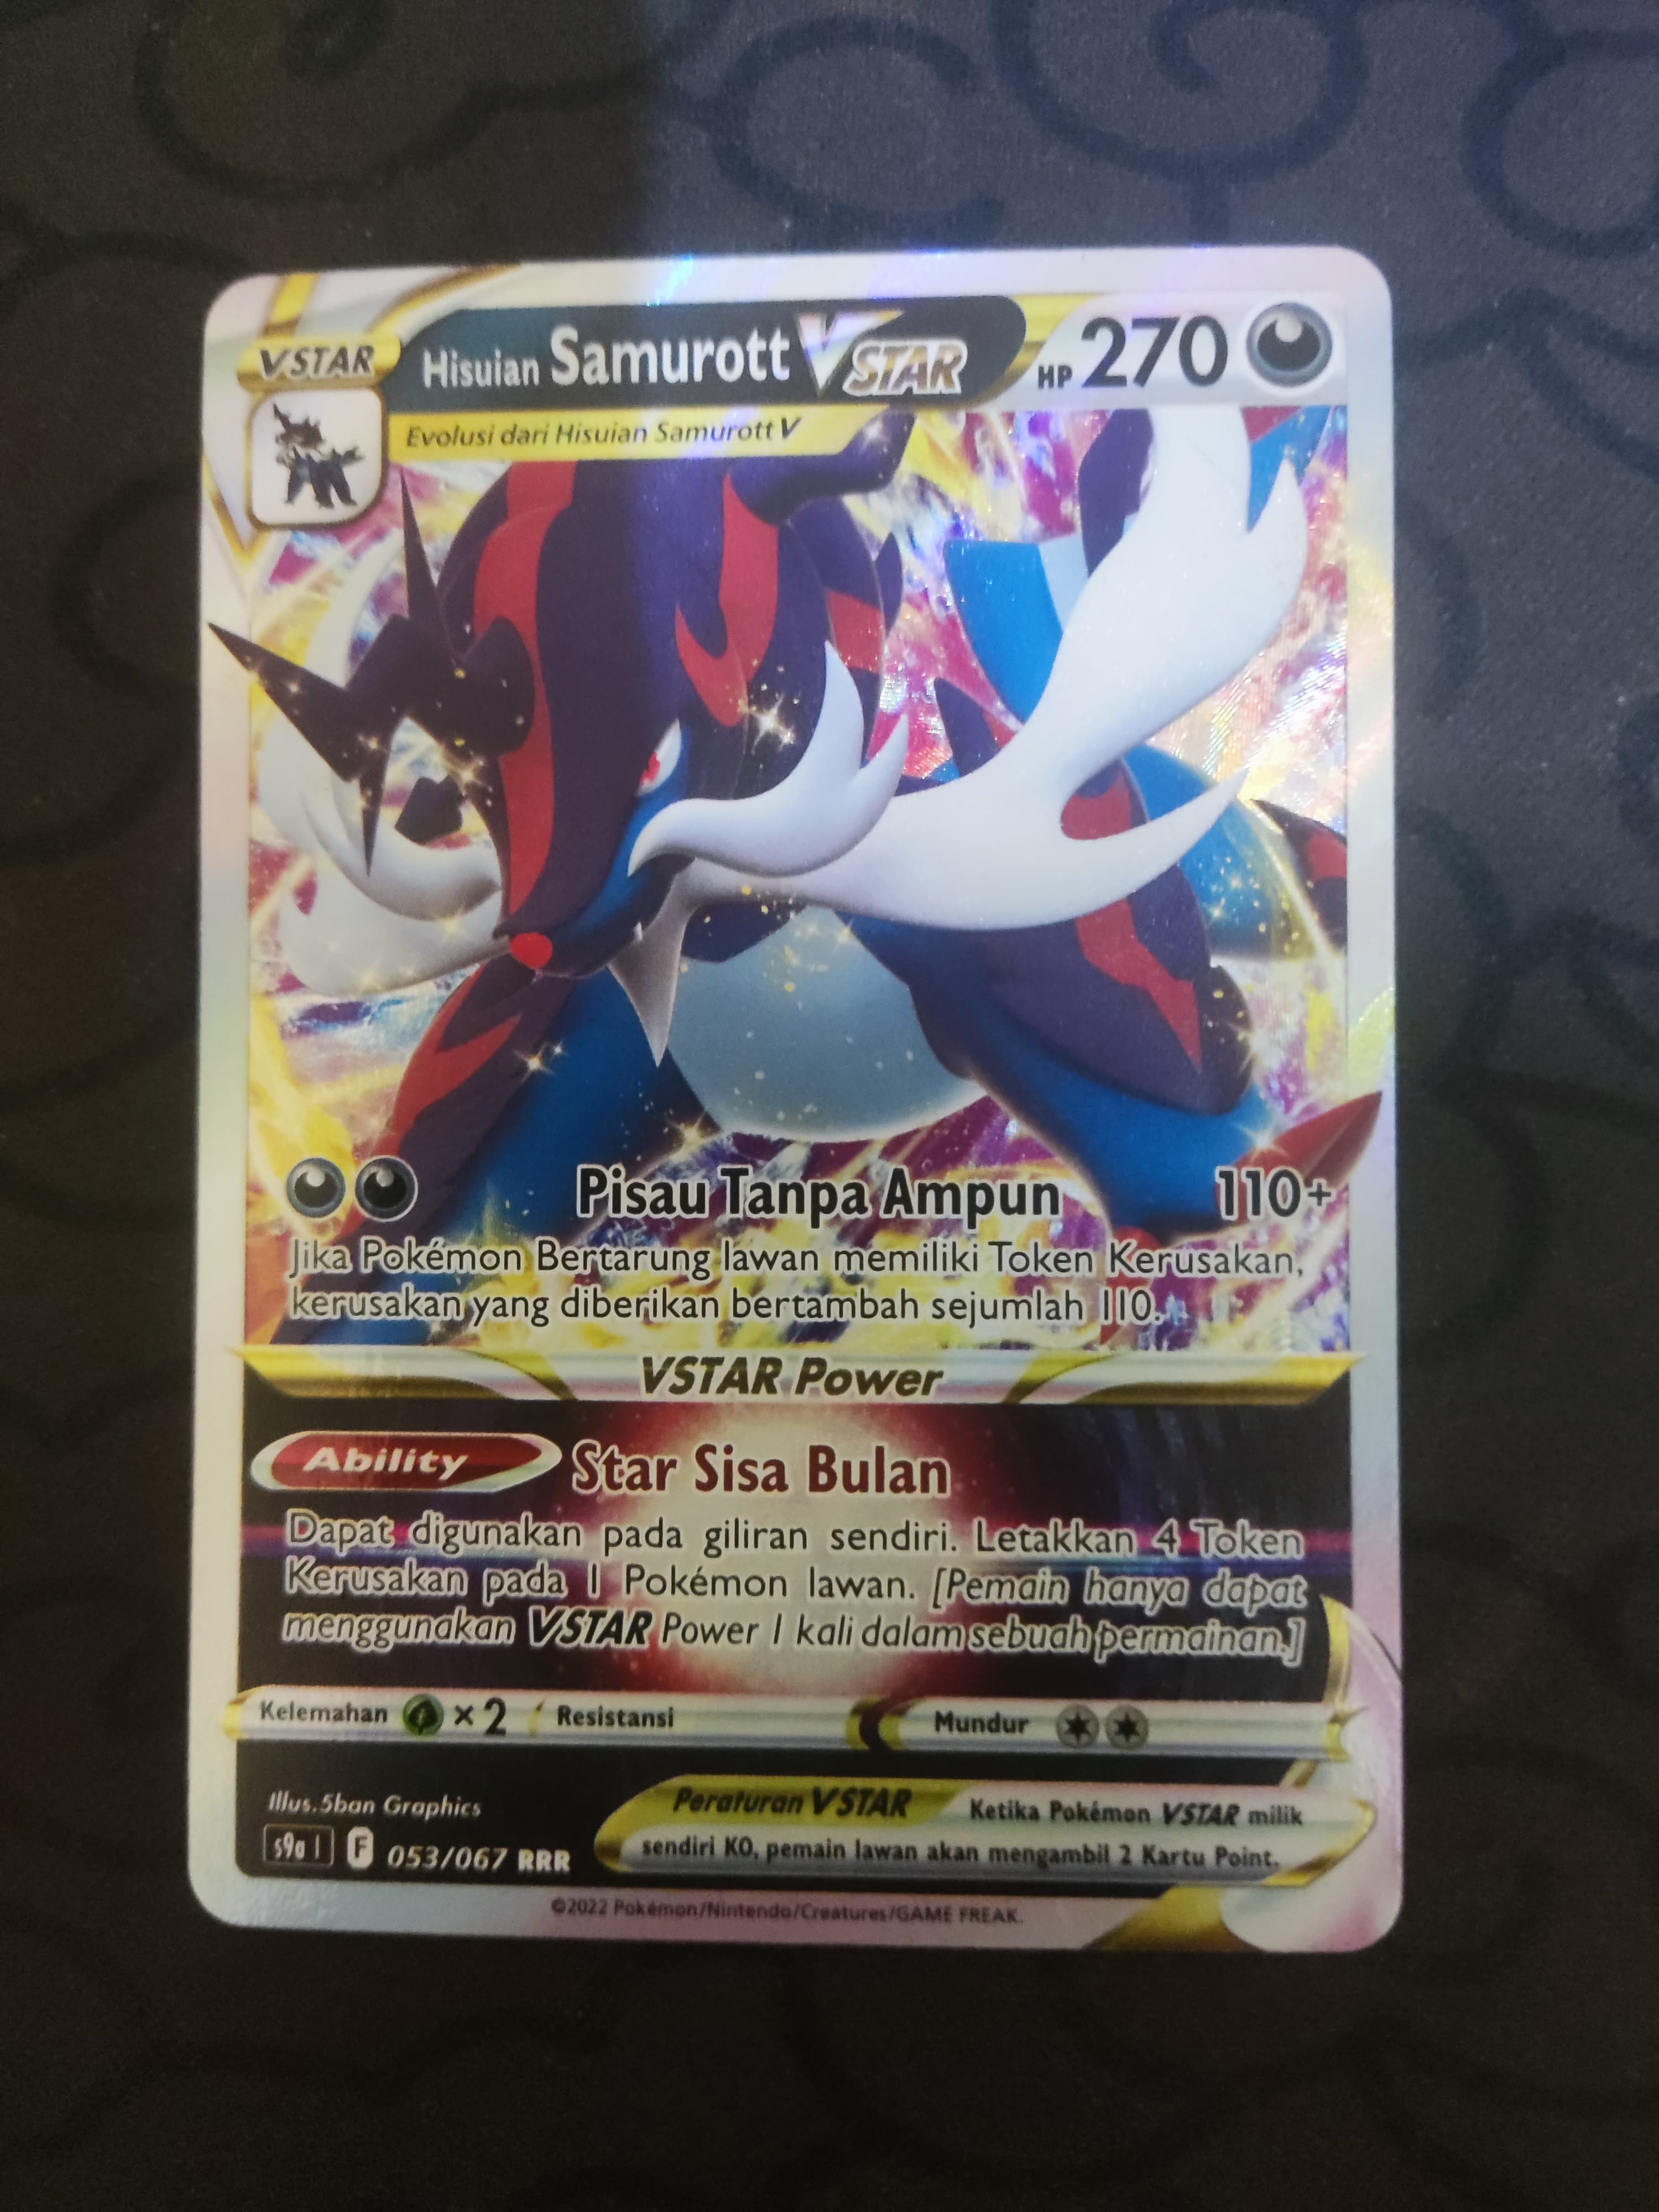 VSTAR
Hisuian Samurott VSTAR
HP 270
Evolusi dari Hisuian Samurott V
Pisau Tanpa Ampun 110+
Jika Pokémon Bertarung lawan memiliki Token Kerusakan,
kerusakan yang diberikan bertambah sejumlah 110.
VSTAR Power
Ability Star Sisa Bulan
Dapat digunakan pada giliran sendiri. Letakkan 4 Token
Kerusakan pada 1 Pokémon lawan. [Pemain hanya dapat
menggunakan VSTAR Power 1 kali dalam sebuah permainan.]
Kelemahan × 2 Resistansi Mundur
Illus. 5ban Graphics
Peraturan VSTAR Ketika Pokémon VSTAR milik
sendiri KO, pemain lawan akan mengambil 2 Kartu Point.
s9a I F 053/067 RRR
©2022 Pokémon/Nintendo/Creatures/GAME FREAK.